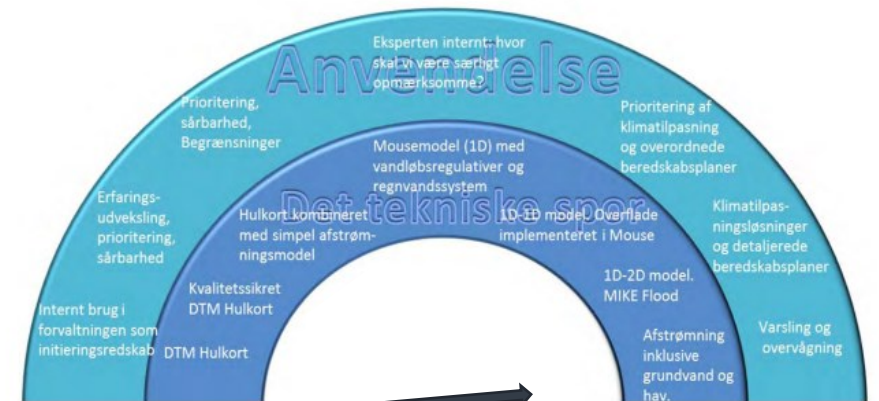 Anvendelse
Eksperten internt: hvor
skal vi være særligt
opmærksomme?
Prioritering,
sårbarhed,
Begrænsninger
Prioritering af
klimatilpasning
og overordnede
beredskabsplaner
Erfarings-
udveksling,
prioritering,
sårbarhed
Klimatilpas-
ningsløsninger
og detaljerede
beredskabsplaner
Internt brug i
forvaltningen som
initieringsredskab
Varsling og
overvågning
Det tekniske spor
Mousemodel (1D) med
vandløbsregulativer og
regnvandssystem
Hulkort kombineret
med simpel afstrøm-
ningsmodel
1D-1D model. Overflade
implementeret i Mouse
Kvalitetssikret
DTM Hulkort
1D-2D model.
MIKE Flood
DTM Hulkort
Afstrømning
inklusive
grundvand og
hav.